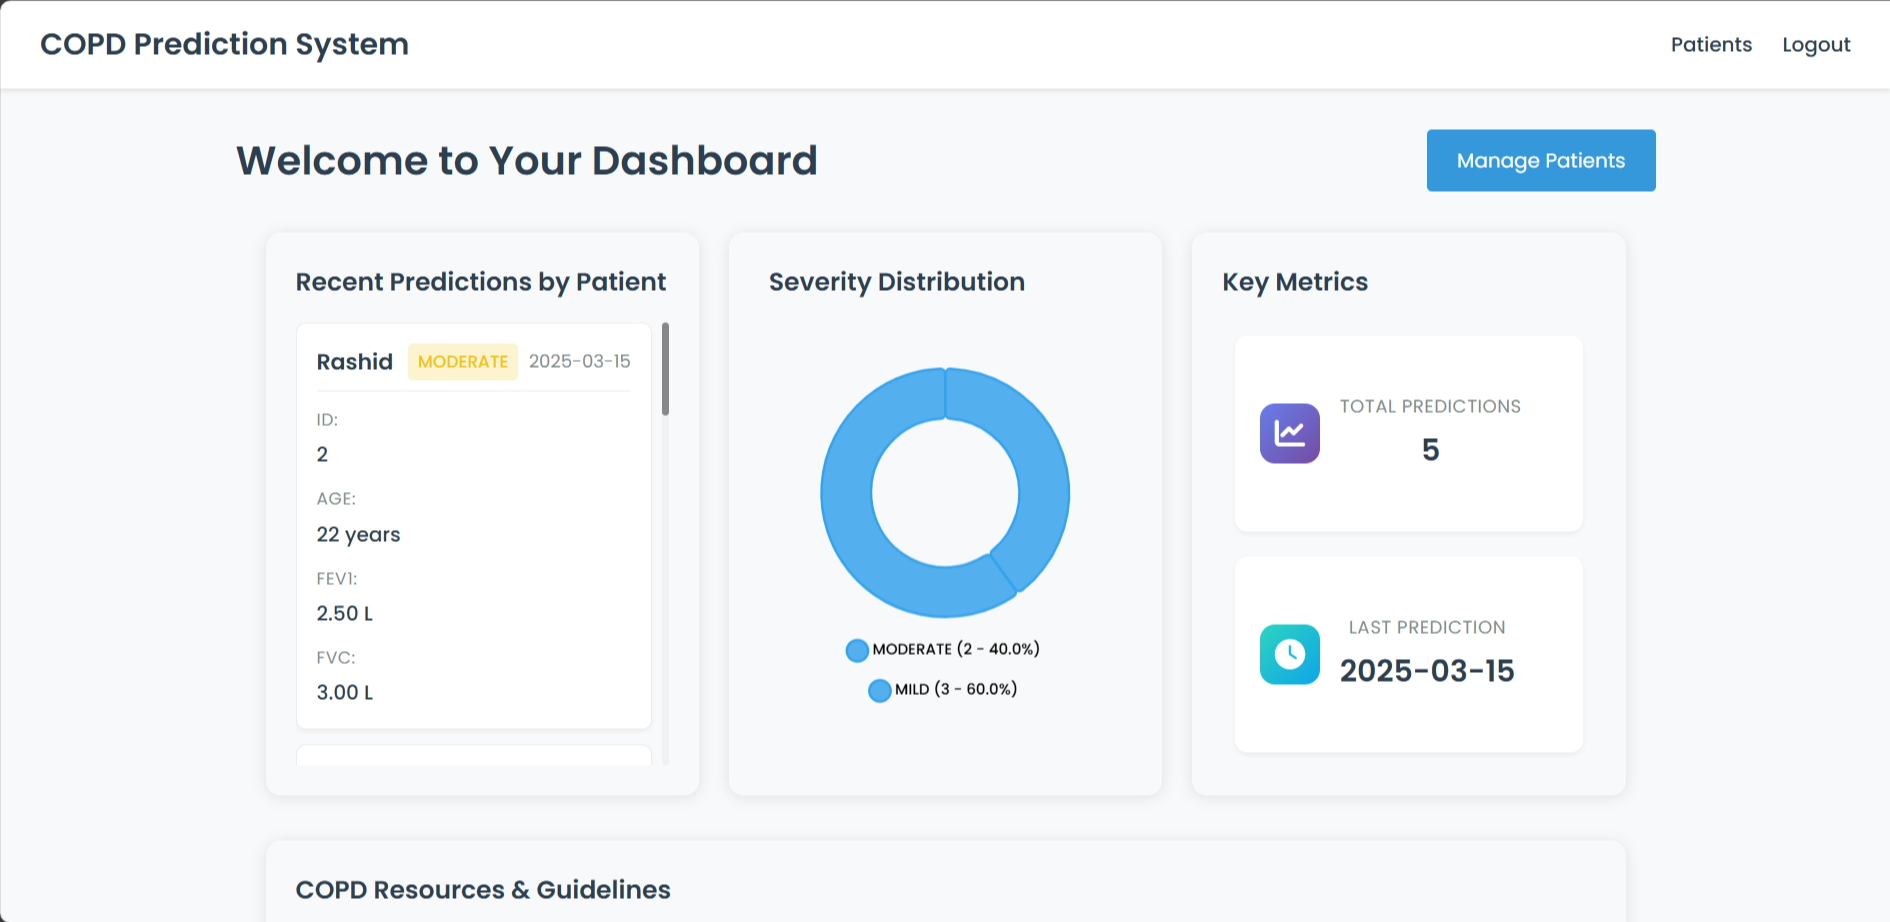 COPD Prediction System
Patients
Logout
Welcome to Your Dashboard
Manage Patients
Recent Predictions by Patient
Rashid MODERATE 2025-03-15
ID:
2
AGE:
22 years
FEV1:
2.50 L
FVC:
3.00 L
Severity Distribution
MODERATE (2 - 40.0%)
MILD (3 - 60.0%)
Key Metrics
TOTAL PREDICTIONS
5
LAST PREDICTION
2025-03-15
COPD Resources & Guidelines